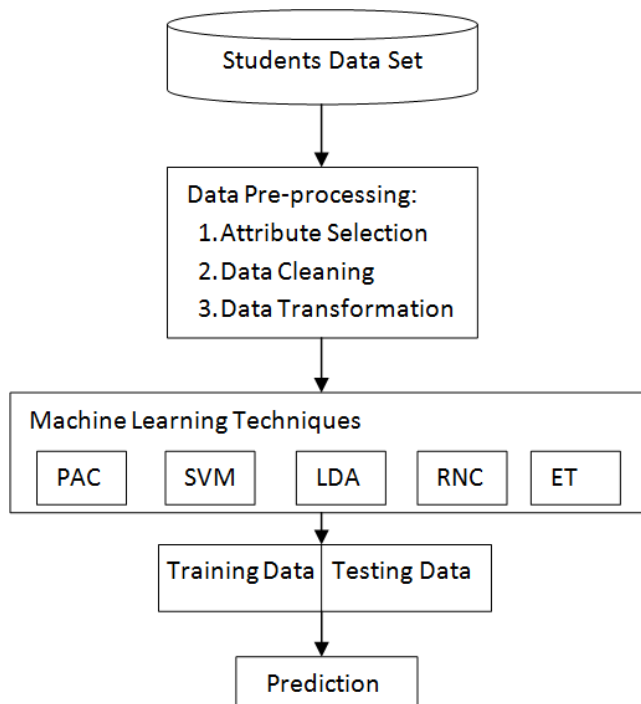 Students Data Set
Data Pre-processing:
1. Attribute Selection
2. Data Cleaning
3. Data Transformation
Machine Learning Techniques
PAC SVM LDA RNC ET
Training Data Testing Data
Prediction